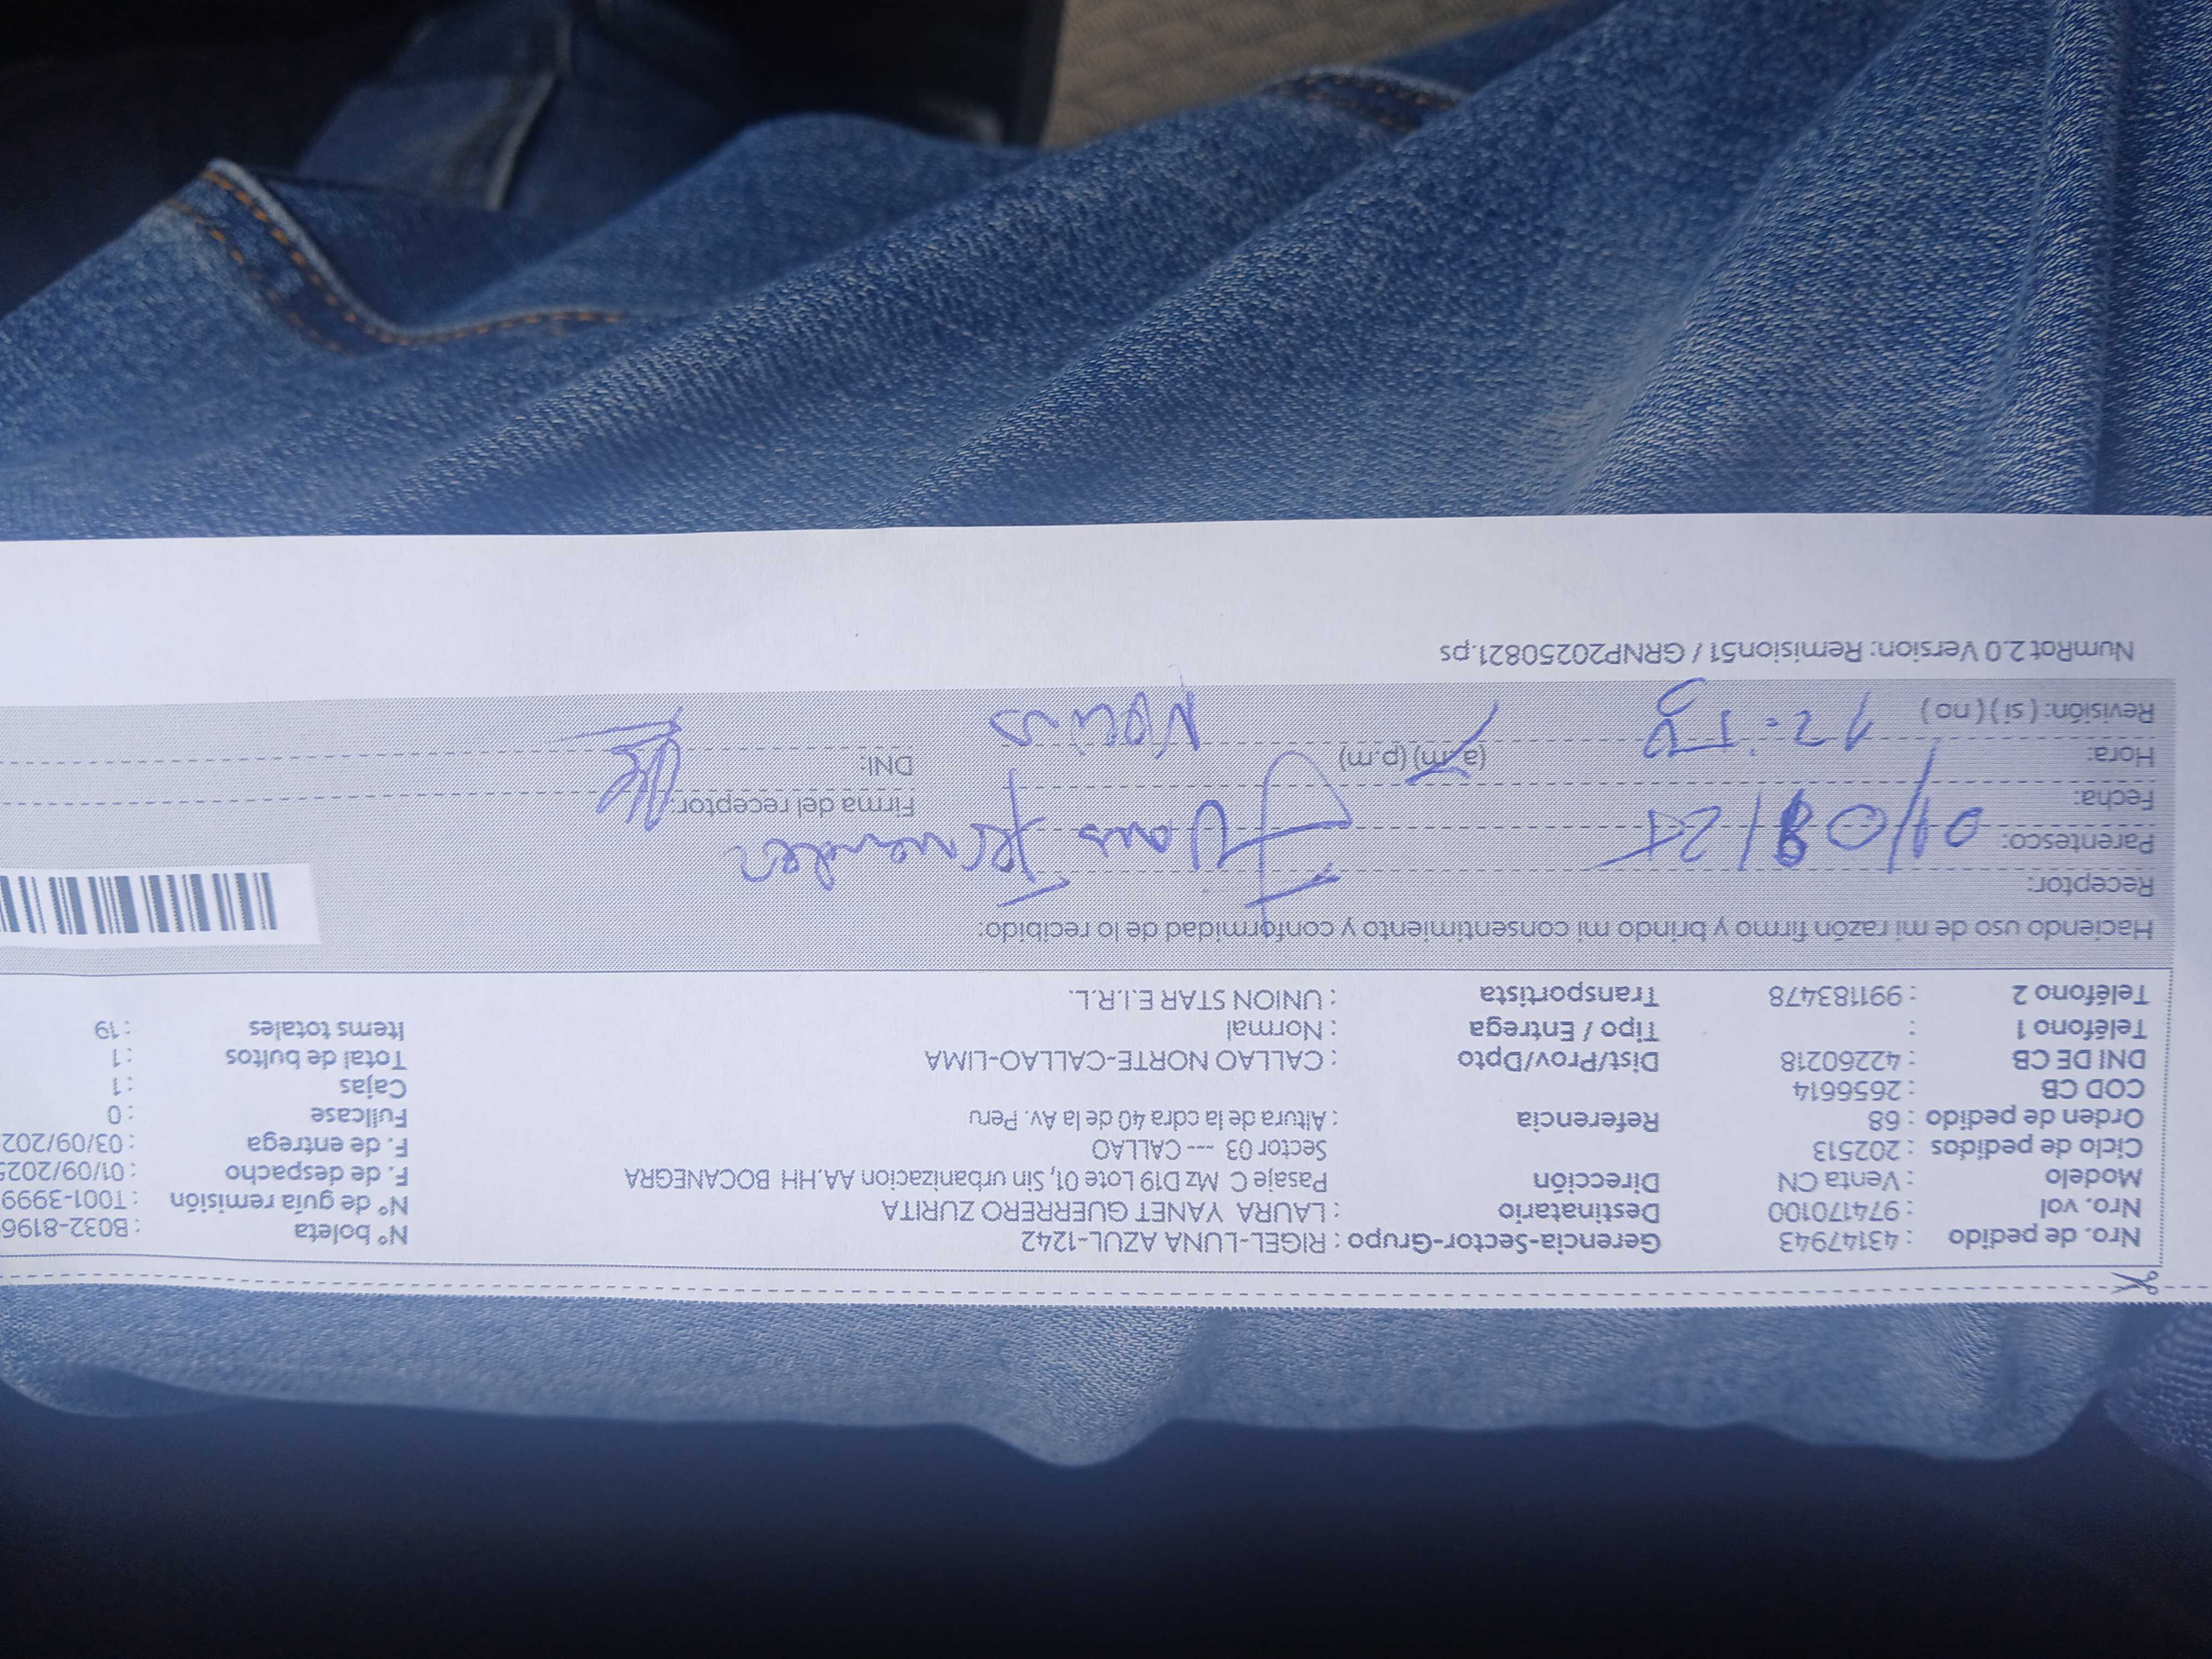 Nro. de pedido : 43147943 Gerencia-Sector-Grupo : RIGEL-LUNA AZUL-1242 N° boleta : B032-8196
Nro. vol : 974170100 Destinatario : LAURA YANET GUERRERO ZURITA N° de guía remisión : T001-3999
Modelo : Venta CN Dirección Pasaje C Mz D19 Lote 01, Sin urbanizacion AA.HH BOCANEGRA F. de despacho : 01/09/2025
Ciclo de pedidos : 202513 Sector 03 --- CALLAO F. de entrega : 03/09/202
Orden de pedido : 68 Referencia : Altura de la cdra 40 de la Av. Peru Fullcase : 0
COD CB : 2656614 Cajas : 1
DNI DE CB : 42260218 Dist/Prov/Dpto : CALLAO NORTE-CALLAO-LIMA Total de bultos : 1
Teléfono 1 : Tipo / Entrega : Normal Items totales : 19
Teléfono 2 : 991183478 Transportista : UNION STAR E.I.R.L.
Haciendo uso de mi razón firmo y brindo mi consentimiento y conformidad de lo recibido:
Receptor:
Parentesco:
Fecha: Firma del receptor:
Hora: (a.m) (p.m) DNI:
Revisión: ( si ) ( no )
NumRot 2.0 Version: Remision51 / GRNP20250821.ps